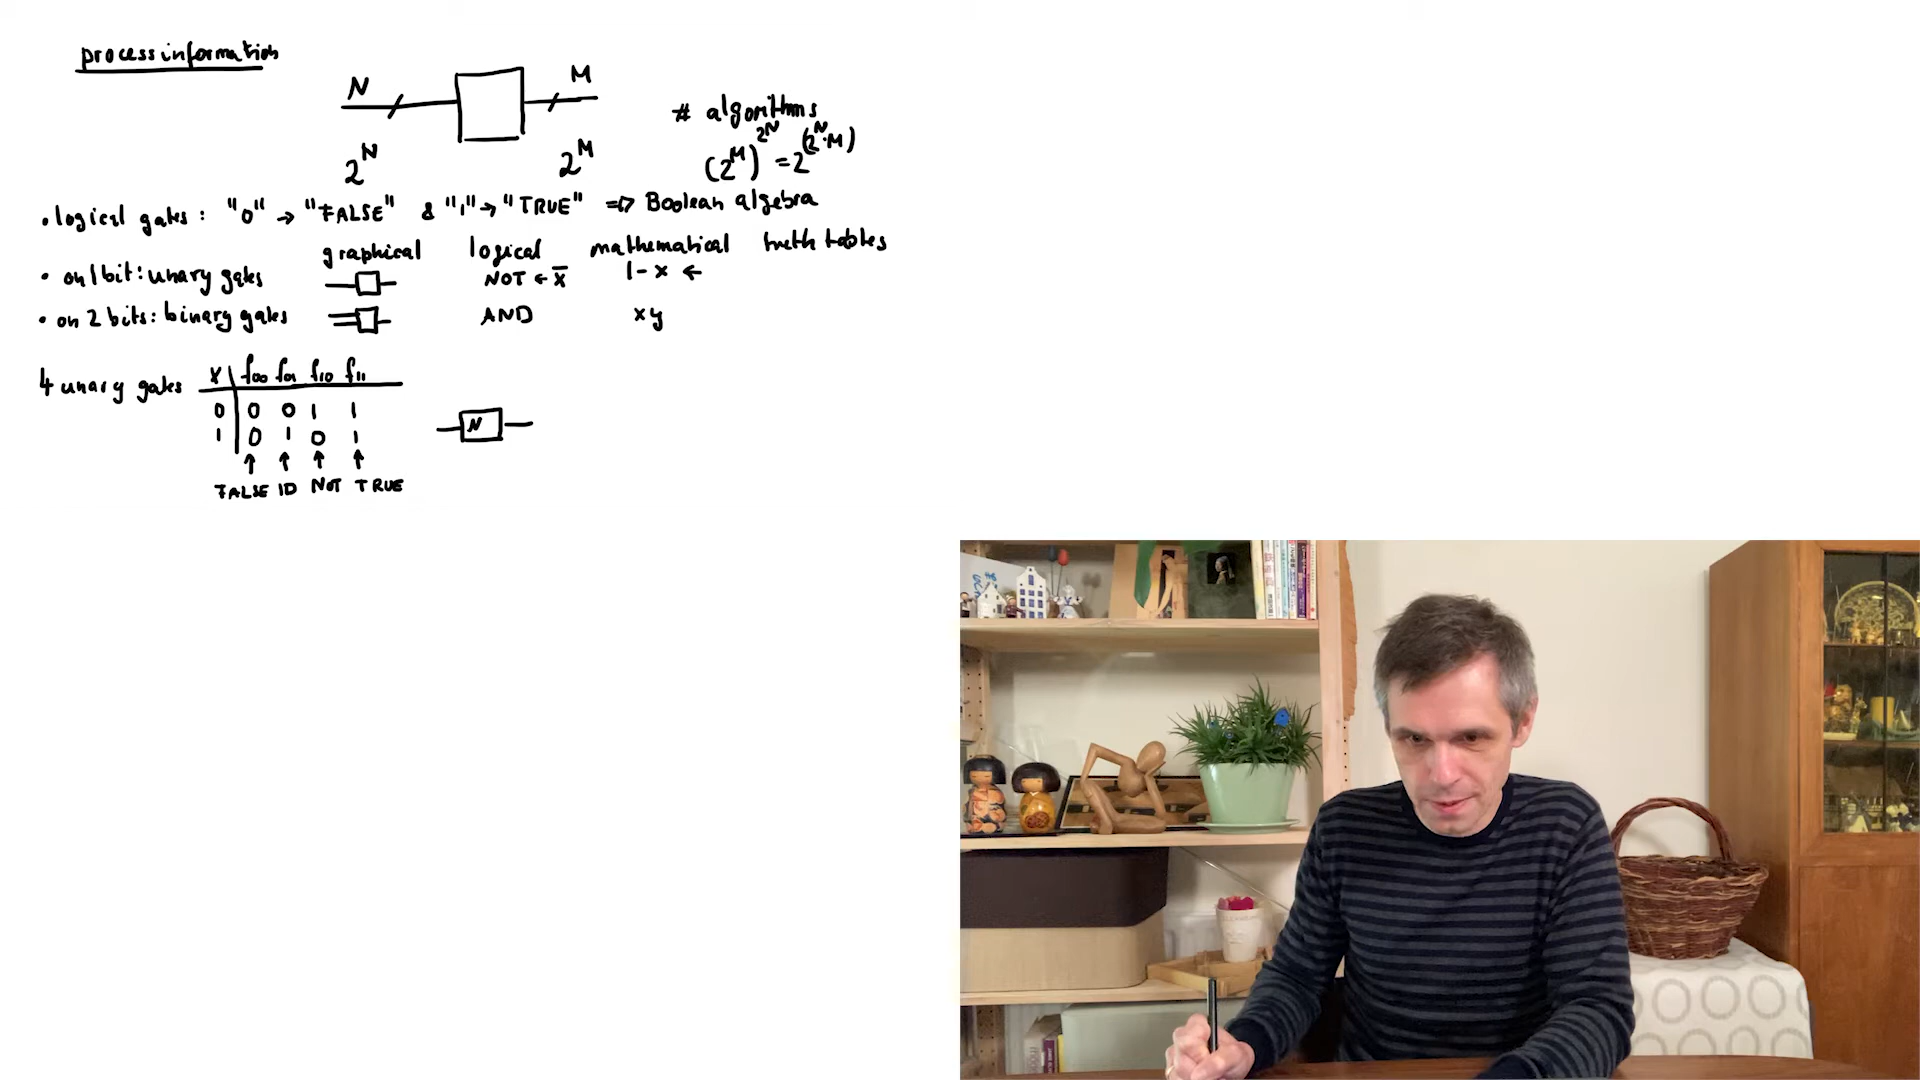 process information
N M
2^N 2^M
# algorithms
(2^M)^2^N = 2^(2^N·M)
• logical gates : "0" → "FALSE" & "1" → "TRUE" => Boolean algebra
graphical logical mathematical truth tables
• on 1 bit : unary gates NOT ← x̄ 1-x ←
• on 2 bits : binary gates AND xy
4 unary gates x f00 f01 f10 f11
0 0 0 1 1
1 0 1 0 1
N
↑ ↑ ↑ ↑
FALSE ID NOT TRUE